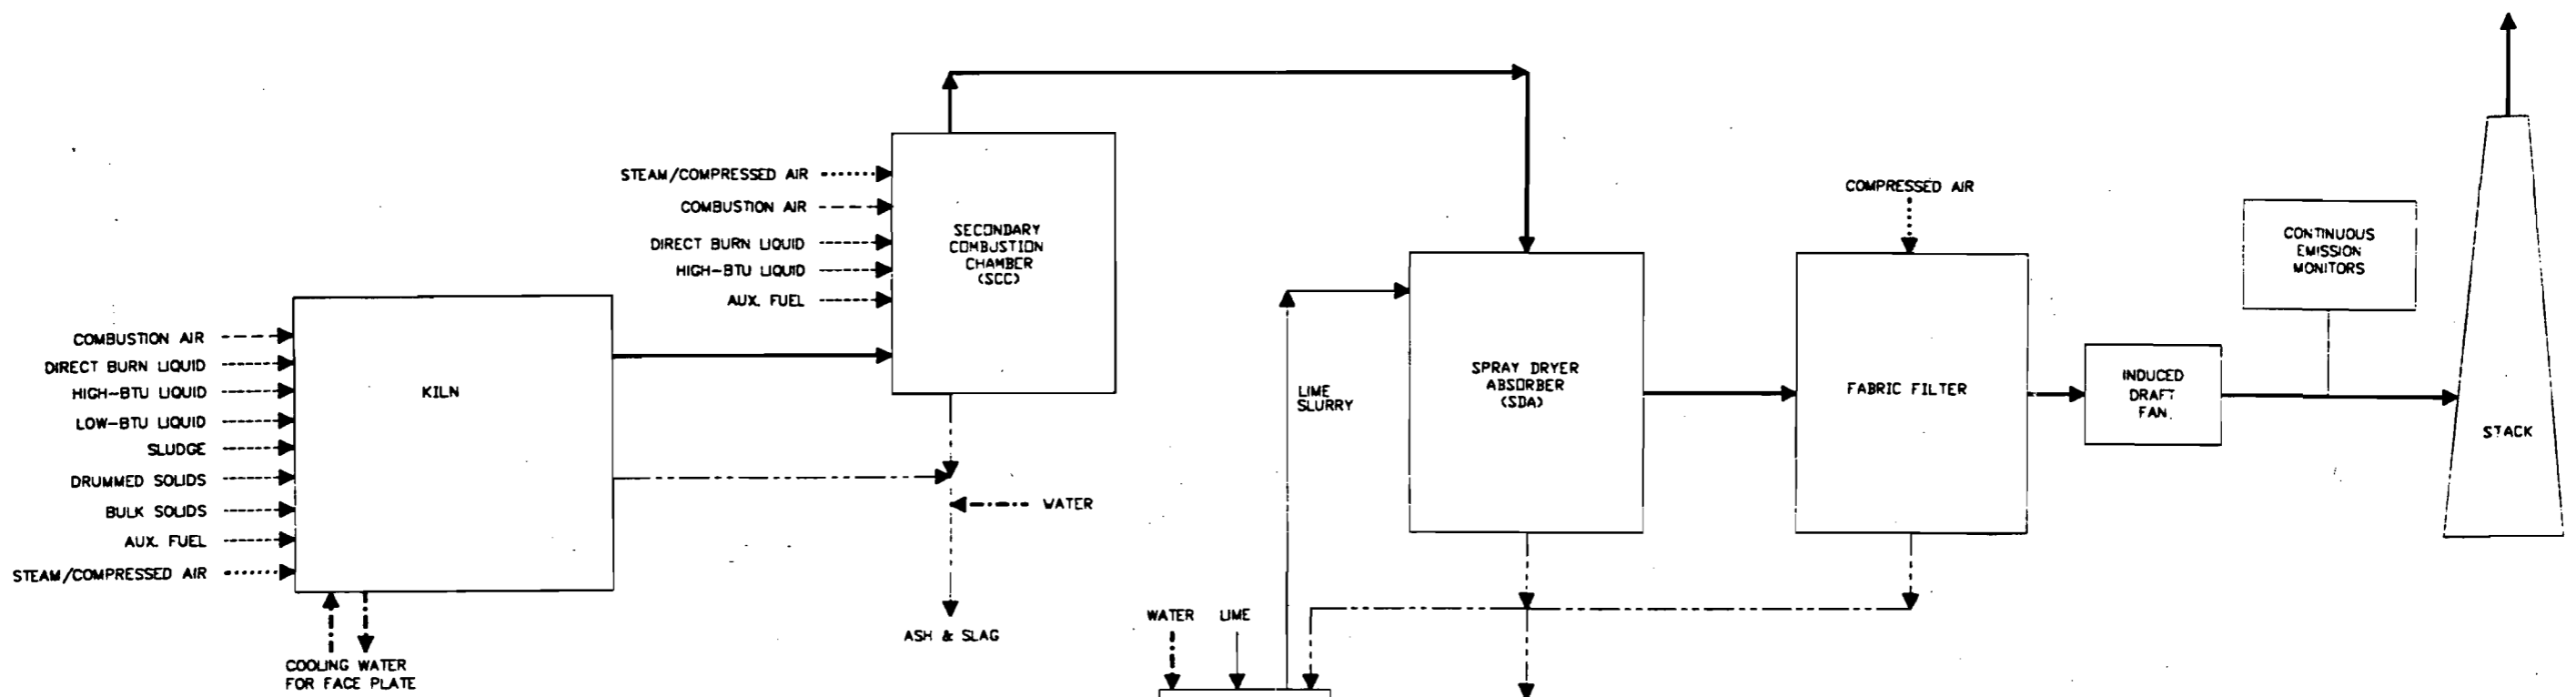 STEAM/COMPRESSED AIR
COMBUSTION AIR
DIRECT BURN LIQUID
HIGH-BTU LIQUID
AUX. FUEL
SECONDARY
COMBUSTION
CHAMBER
(SCC)
COMPRESSED AIR
CONTINUOUS
EMISSION
MONITORS
COMBUSTION AIR
DIRECT BURN LIQUID
HIGH-BTU LIQUID
LOW-BTU LIQUID
SLUDGE
DRUMMED SOLIDS
BULK SOLIDS
AUX. FUEL
STEAM/COMPRESSED AIR
KILN
LIME
SLURRY
SPRAY DRYER
ABSORBER
(SDA)
FABRIC FILTER
INDUCED
DRAFT
FAN
STACK
WATER
ASH & SLAG
WATER
LIME
COOLING WATER
FOR FACE PLATE